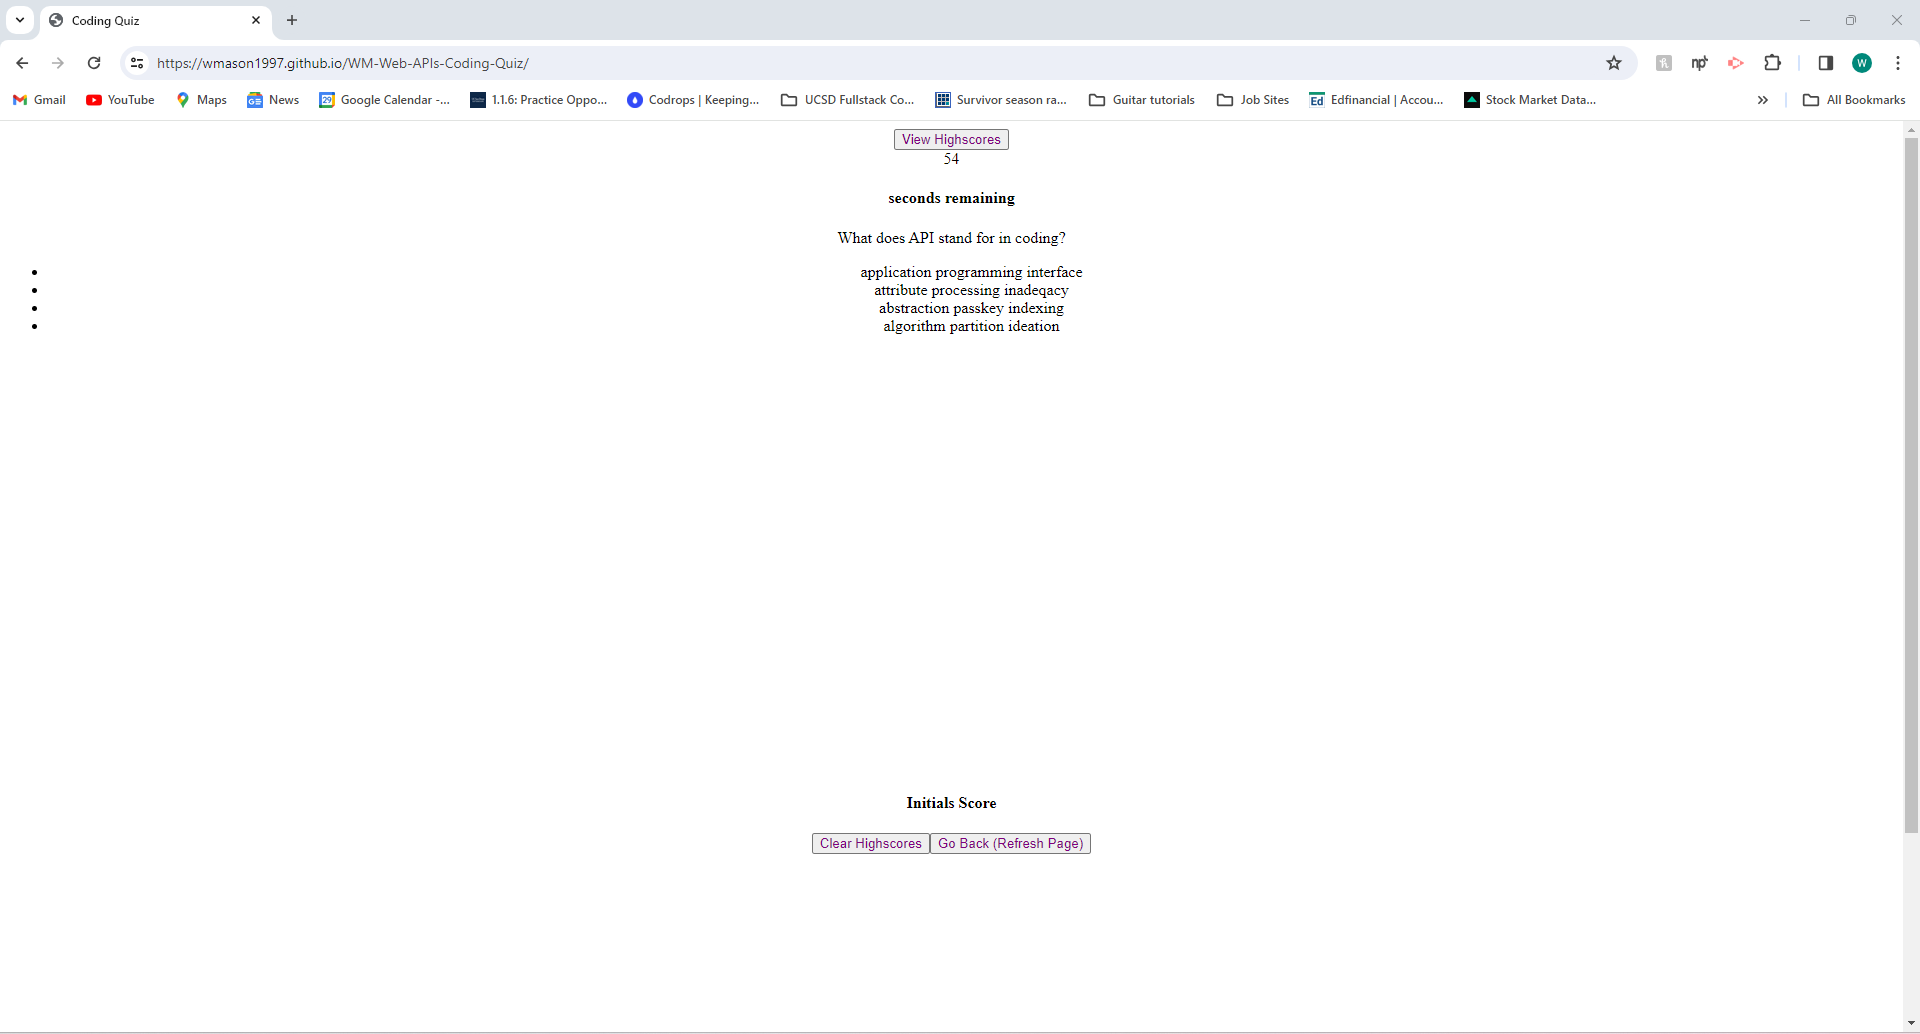 Coding Quiz
https://wmason1997.github.io/WM-Web-APIs-Coding-Quiz/
W
Gmail YouTube Maps News Google Calendar -... 1.1.6: Practice Oppo... Codrops | Keeping... UCSD Fullstack Co... Survivor season ra... Guitar tutorials Job Sites Edfinancial | Accou... Stock Market Data... All Bookmarks
View Highscores
54
seconds remaining
What does API stand for in coding?
application programming interface
attribute processing inadeqacy
abstraction passkey indexing
algorithm partition ideation
Initials Score
Clear Highscores Go Back (Refresh Page)